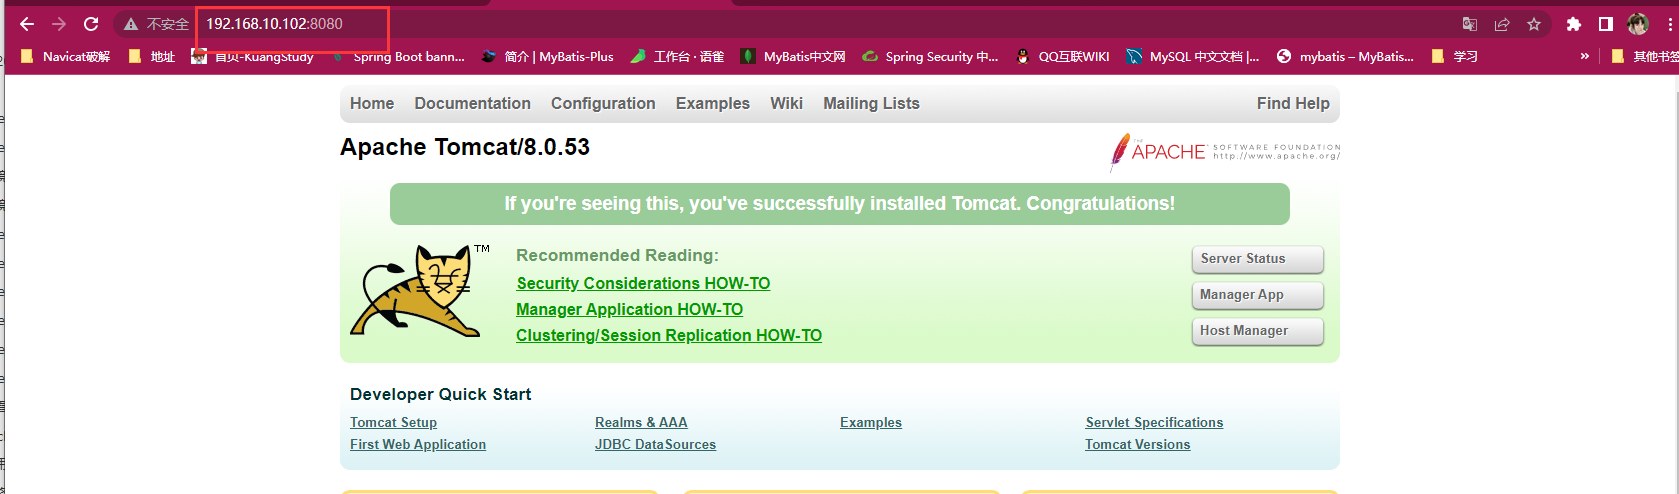 不安全 192.168.10.102:8080
Navicat破解 地址 首页-KuangStudy Spring Boot bann... 简介 | MyBatis-Plus 工作台 · 语雀 MyBatis中文网 Spring Security 中... QQ互联WIKI MySQL 中文文档 |... mybatis – MyBatis... 学习 » 其他书签
Home Documentation Configuration Examples Wiki Mailing Lists Find Help
Apache Tomcat/8.0.53
THE APACHE SOFTWARE FOUNDATION
http://www.apache.org/
If you're seeing this, you've successfully installed Tomcat. Congratulations!
TM
Recommended Reading:
Security Considerations HOW-TO
Manager Application HOW-TO
Clustering/Session Replication HOW-TO
Server Status
Manager App
Host Manager
Developer Quick Start
Tomcat Setup Realms & AAA Examples Servlet Specifications
First Web Application JDBC DataSources Tomcat Versions